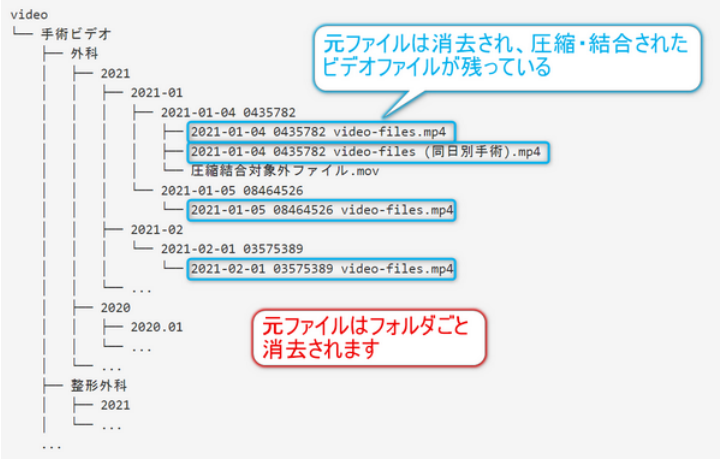 video
└── 手術ビデオ
    ├── 外科
    │   ├── 2021
    │   │   ├── 2021-01
    │   │   │   ├── 2021-01-04 0435782
    │   │   │   │   ├── 2021-01-04 0435782 video-files.mp4
    │   │   │   │   ├── 2021-01-04 0435782 video-files (同日別手術).mp4
    │   │   │   │   └── 圧縮結合対象外ファイル.mov
    │   │   │   └── 2021-01-05 08464526
    │   │   │       └── 2021-01-05 08464526 video-files.mp4
    │   │   ├── 2021-02
    │   │   │   └── 2021-02-01 03575389
    │   │   │       └── 2021-02-01 03575389 video-files.mp4
    │   │   └── ...
    │   ├── 2020
    │   │   ├── 2020.01
    │   │   └── ...
    │   └── ...
    ├── 整形外科
    │   ├── 2021
    │   └── ...
    ...
元ファイルは消去され、圧縮・結合された
ビデオファイルが残っている
元ファイルはフォルダごと
消去されます